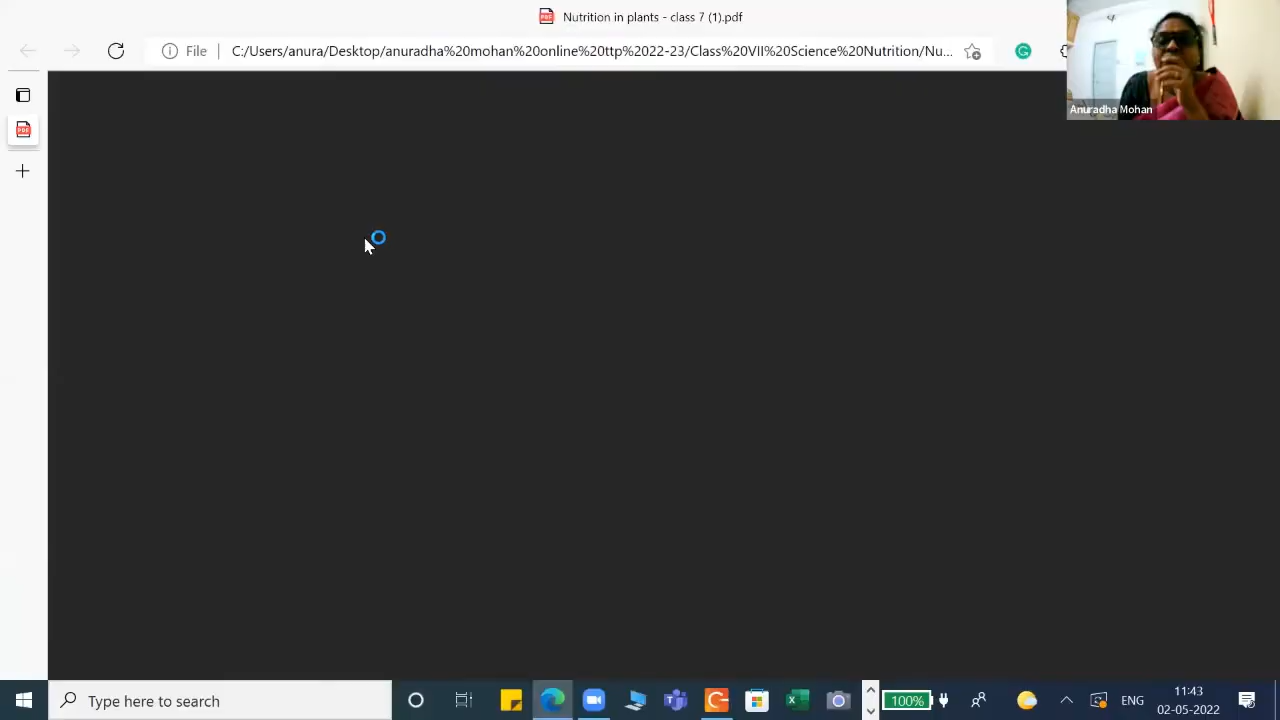 Nutrition in plants - class 7 (1).pdf
File
C:/Users/anura/Desktop/anuradha%20mohan%20online%20ttp%2022-23/Class%20VII%20Science%20Nutrition/Nu...
Anuradha Mohan
Type here to search
100%
ENG
11:43
02-05-2022